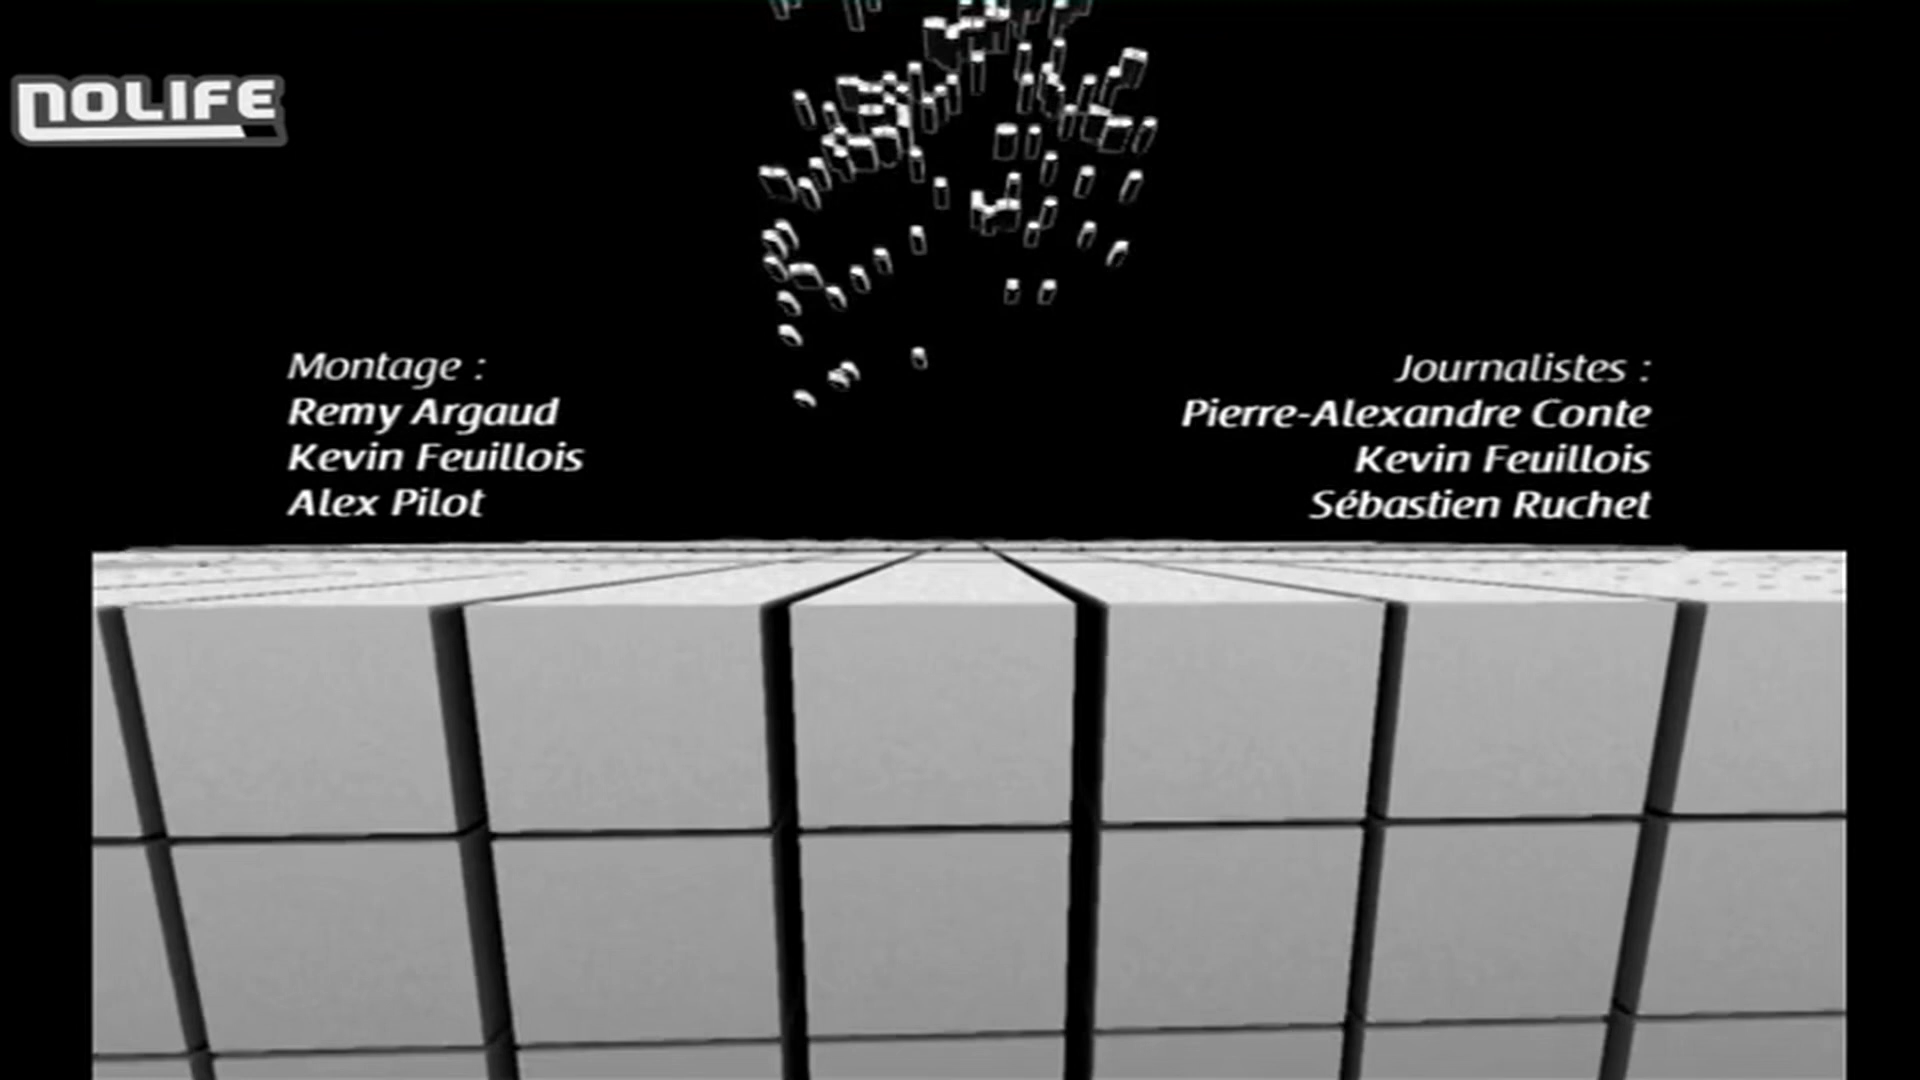 NOLIFE
Montage :
Remy Argaud
Kevin Feuillois
Alex Pilot
Journalistes :
Pierre-Alexandre Conte
Kevin Feuillois
Sébastien Ruchet